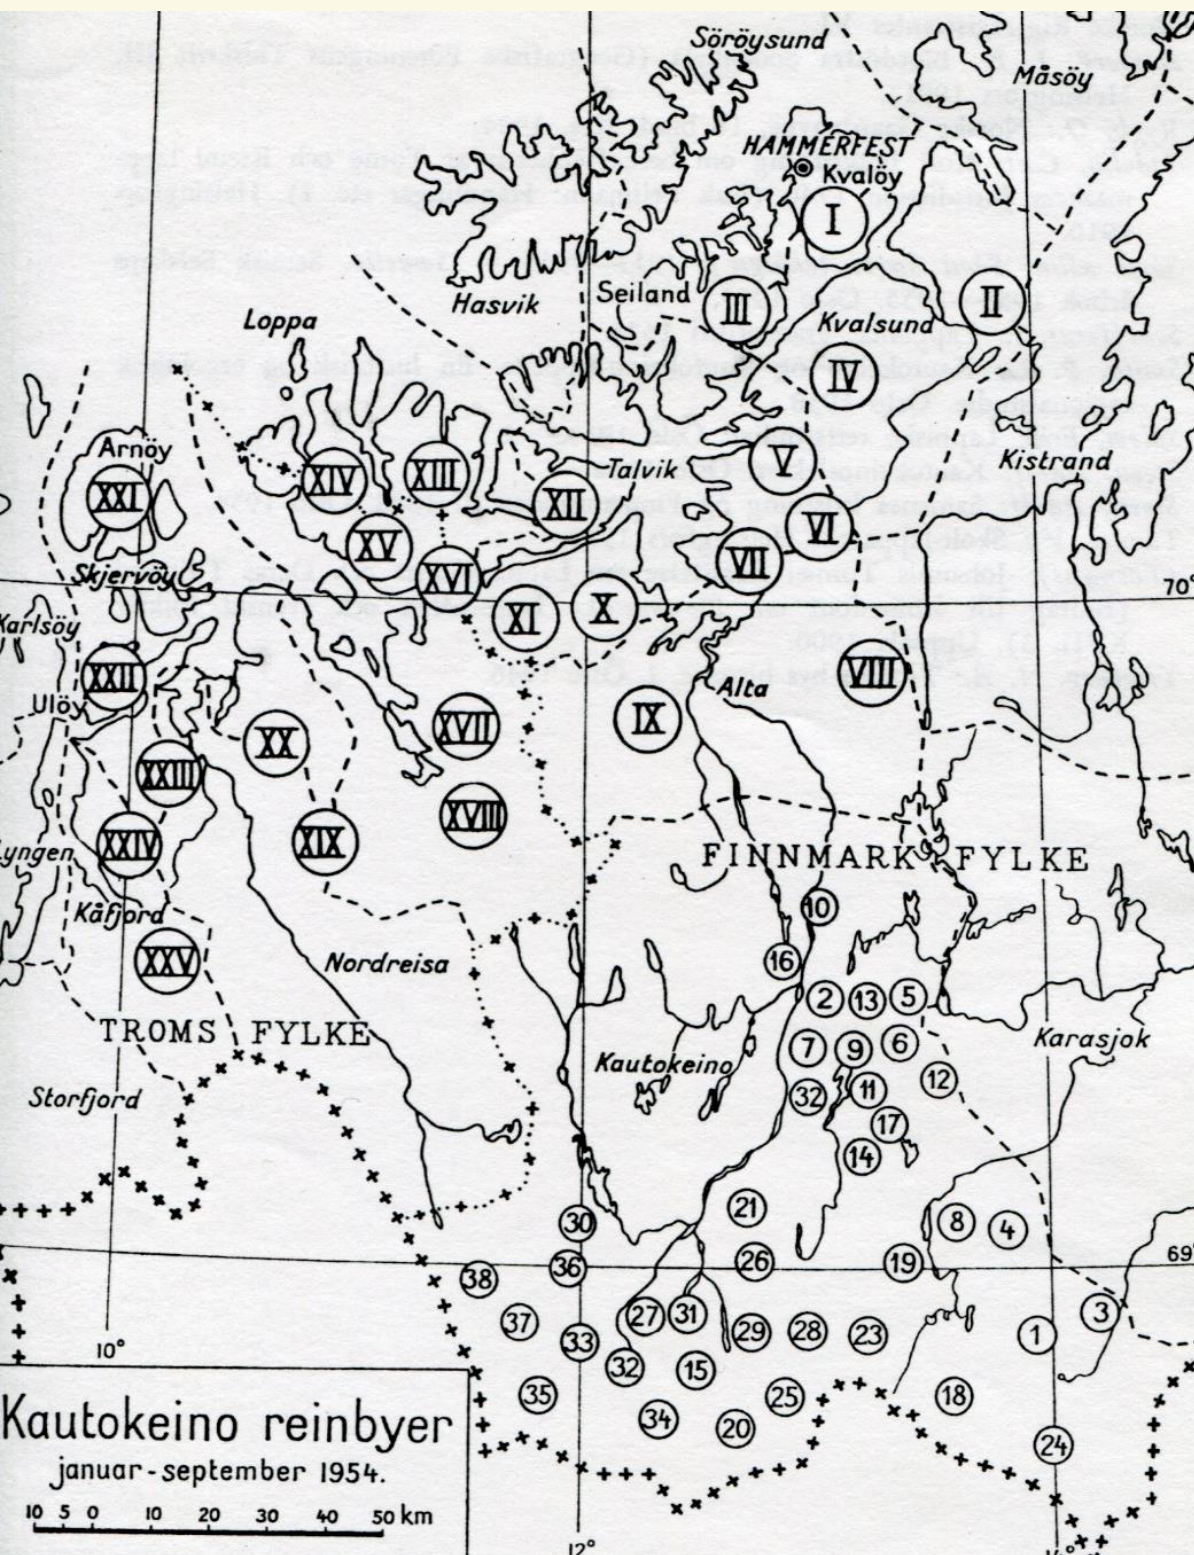 Söröysund
Måsöy
HAMMERFEST
Kvalöy
I
Hasvik
Seiland
III
II
Loppa
Kvalsund
IV
Arnöy
XXI
XIV
XIII
Talvik
XII
V
Kistrand
VI
XV
VII
Skjervöy
XVI
70°
Karlsöy
XI
X
XXII
VIII
Ulöy
Alta
IX
XVII
XX
XXIII
XVIII
XIX
XXIV
Lyngen
FINNMARK FYLKE
Kåfjord
10
XXV
Nordreisa
16
2
13
5
TROMS FYLKE
Karasjok
7
9
6
Kautokeino
Storfjord
32
11
12
17
14
21
8
4
30
36
26
19
69°
38
37
27
31
33
29
28
23
1
3
10°
32
15
35
25
18
34
20
24
Kautokeino reinbyer
januar-september 1954.
10 5 0 10 20 30 40 50 km
12°